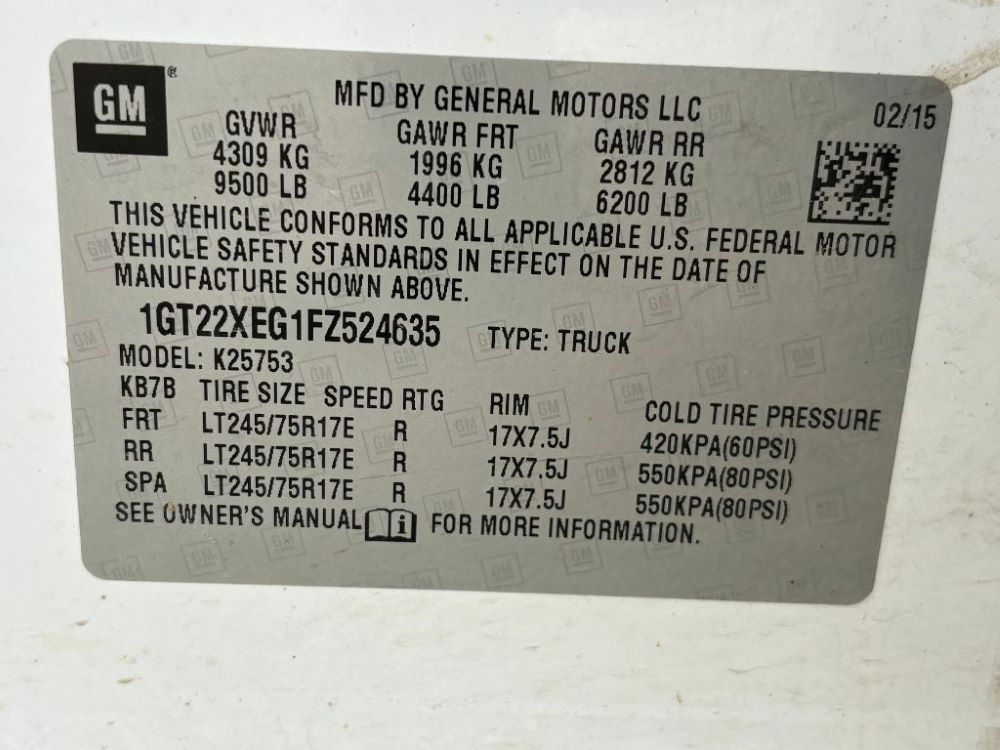 GM
MFD BY GENERAL MOTORS LLC 02/15
GVWR GAWR FRT GAWR RR
4309 KG 1996 KG 2812 KG
9500 LB 4400 LB 6200 LB
THIS VEHICLE CONFORMS TO ALL APPLICABLE U.S. FEDERAL MOTOR
VEHICLE SAFETY STANDARDS IN EFFECT ON THE DATE OF
MANUFACTURE SHOWN ABOVE.
1GT22XEG1FZ524635 TYPE: TRUCK
MODEL: K25753
KB7B TIRE SIZE SPEED RTG RIM COLD TIRE PRESSURE
FRT LT245/75R17E R 17X7.5J 420KPA(60PSI)
RR LT245/75R17E R 17X7.5J 550KPA(80PSI)
SPA LT245/75R17E R 17X7.5J 550KPA(80PSI)
SEE OWNER'S MANUAL i FOR MORE INFORMATION.